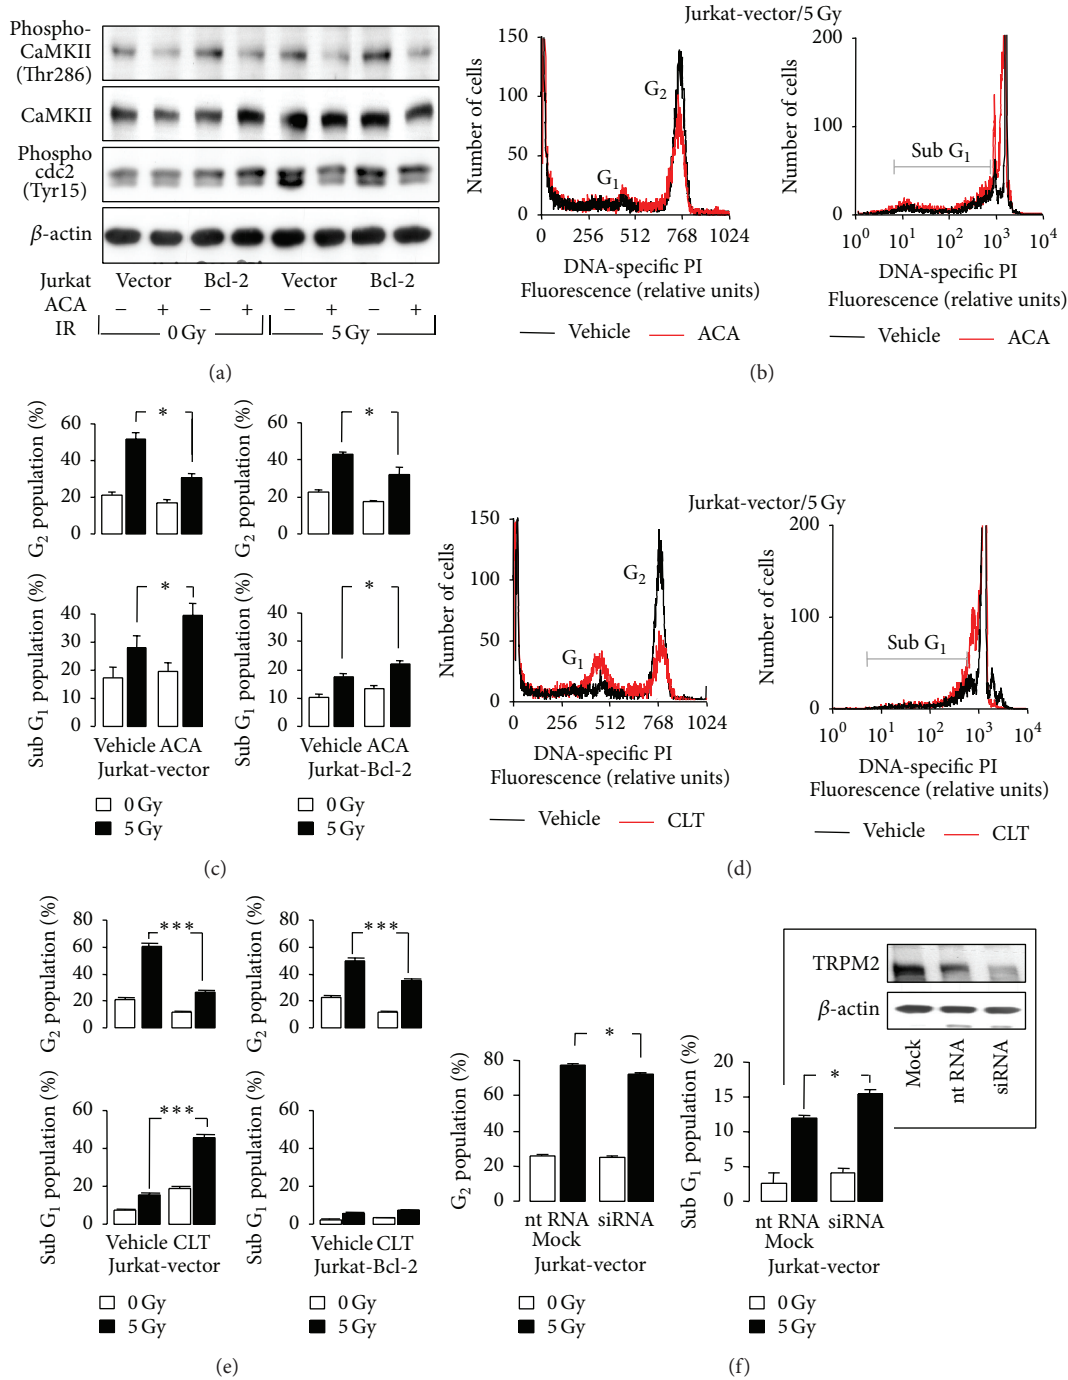 Phospho-
CaMKII
(Thr286)
CaMKII
Phospho
cdc2
(Tyr15)
β-actin
Jurkat Vector Bcl-2 Vector Bcl-2
ACA − + − + − + − +
IR 0 Gy 5 Gy
(a)
Jurkat-vector/5 Gy
Number of cells
150
100
50
0
G2
G1
0 256 512 768 1024
DNA-specific PI
Fluorescence (relative units)
Vehicle ACA
Number of cells
200
100
0
Sub G1
10^0 10^1 10^2 10^3 10^4
DNA-specific PI
Fluorescence (relative units)
Vehicle ACA
(b)
G2 population (%)
60
40
20
0
*
G2 population (%)
60
40
20
0
*
Sub G1 population (%)
40
30
20
10
0
*
Vehicle ACA
Jurkat-vector
0 Gy
5 Gy
Sub G1 population (%)
40
30
20
10
0
*
Vehicle ACA
Jurkat-Bcl-2
0 Gy
5 Gy
(c)
Jurkat-vector/5 Gy
Number of cells
150
100
50
0
G2
G1
0 256 512 768 1024
DNA-specific PI
Fluorescence (relative units)
Vehicle CLT
Number of cells
200
100
0
Sub G1
10^0 10^1 10^2 10^3 10^4
DNA-specific PI
Fluorescence (relative units)
Vehicle CLT
(d)
G2 population (%)
80
60
40
20
0
***
G2 population (%)
80
60
40
20
0
***
Sub G1 population (%)
60
40
20
0
***
Vehicle CLT
Jurkat-vector
0 Gy
5 Gy
Sub G1 population (%)
60
40
20
0
Vehicle CLT
Jurkat-Bcl-2
0 Gy
5 Gy
(e)
G2 population (%)
80
60
40
20
0
*
nt RNA siRNA
Mock
Jurkat-vector
0 Gy
5 Gy
Sub G1 population (%)
20
15
10
5
0
*
nt RNA siRNA
Mock
Jurkat-vector
0 Gy
5 Gy
TRPM2
β-actin
Mock
nt RNA
siRNA
(f)